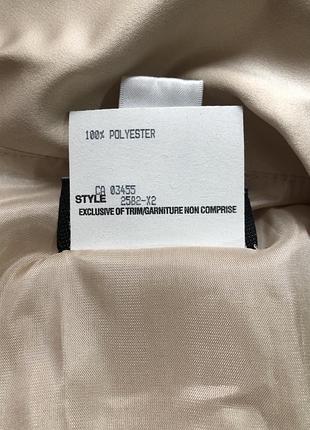 100% POLYESTER
CA 03455
STYLE 2582-X2
EXCLUSIVE OF TRIM/GARNITURE NON COMPRISE